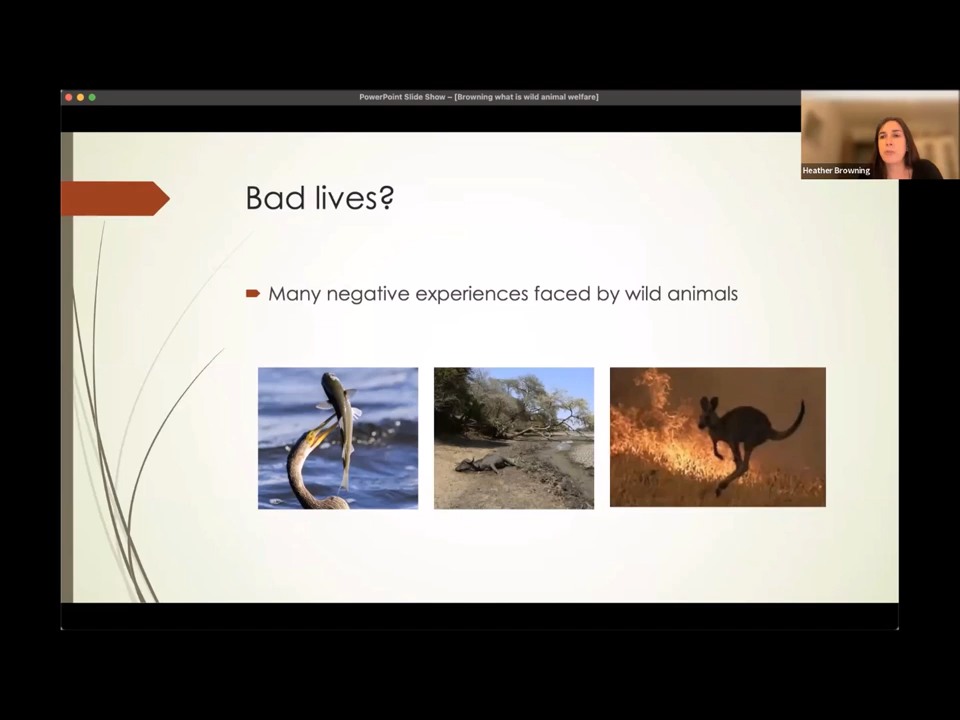 PowerPoint Slide Show – [Browning what is wild animal welfare]
Heather Browning
Bad lives?
Many negative experiences faced by wild animals